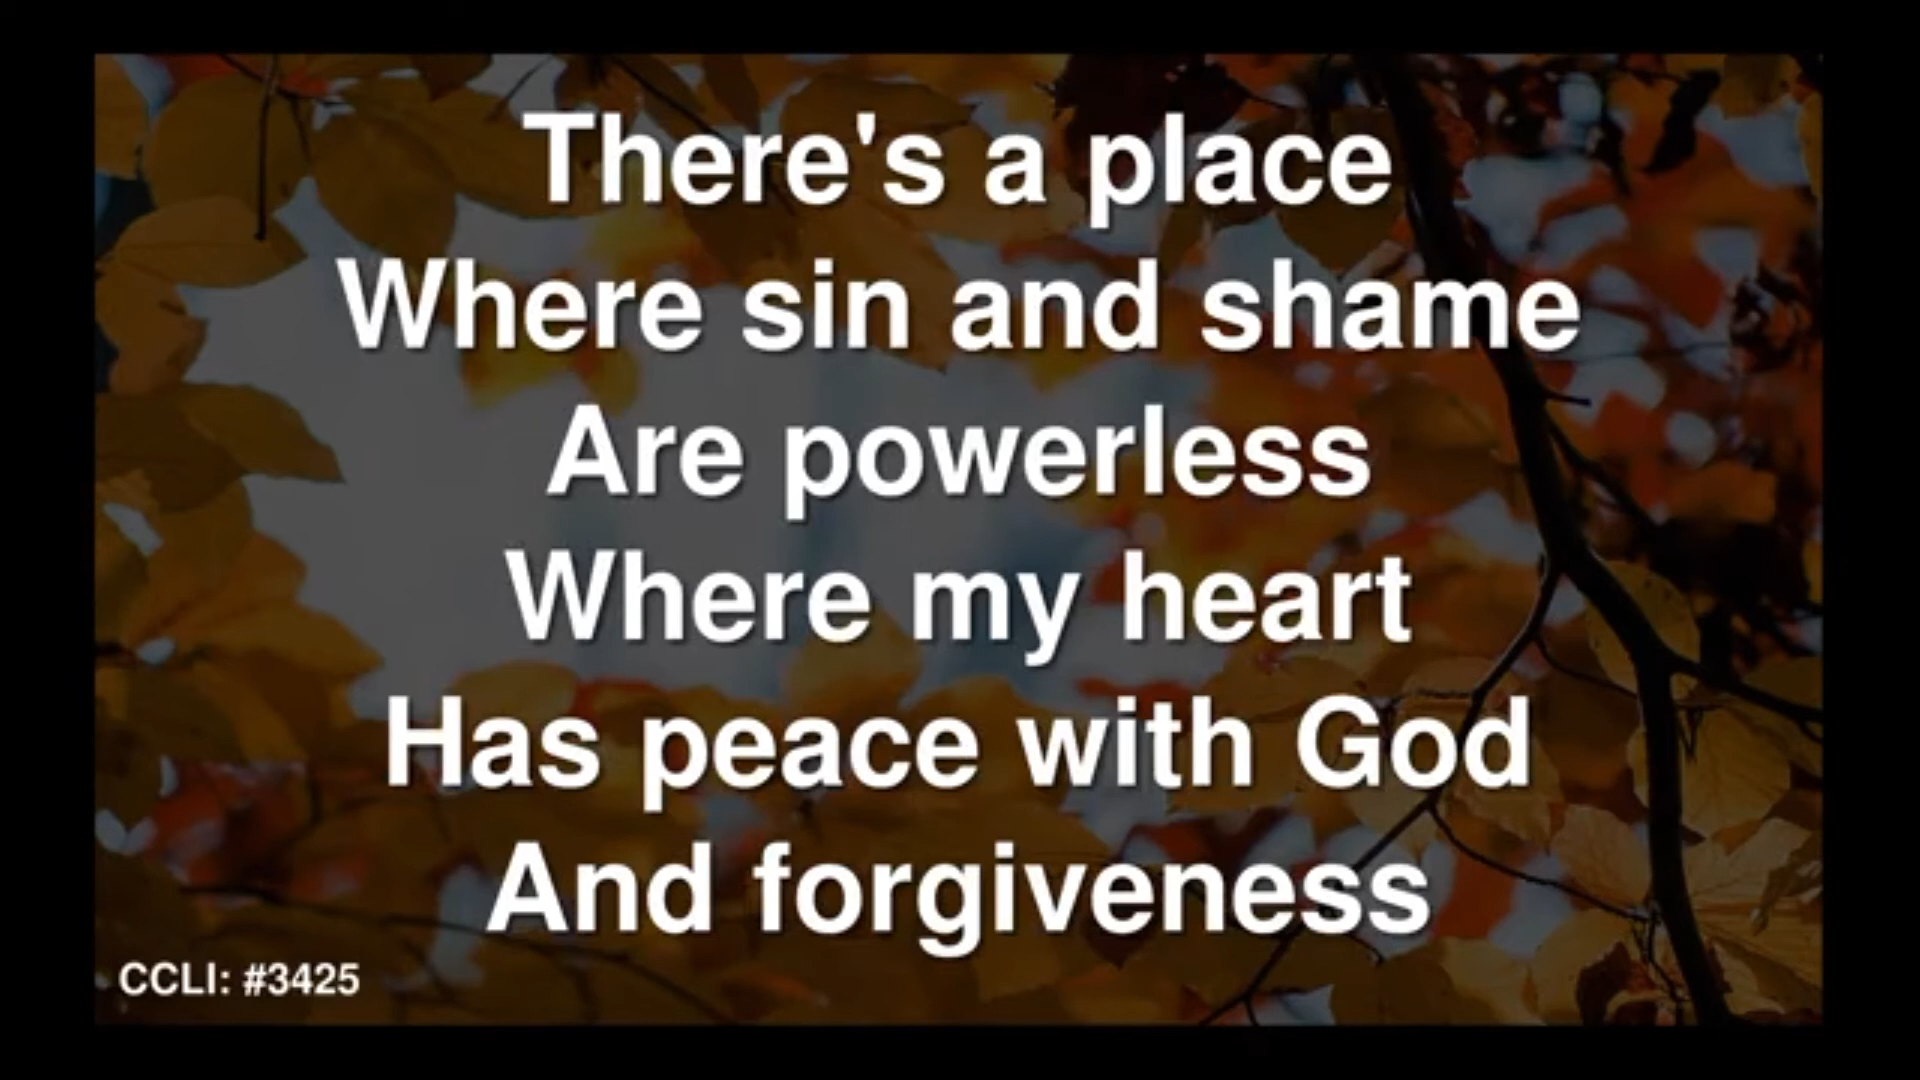 There's a place
Where sin and shame
Are powerless
Where my heart
Has peace with God
And forgiveness
CCLI: #3425